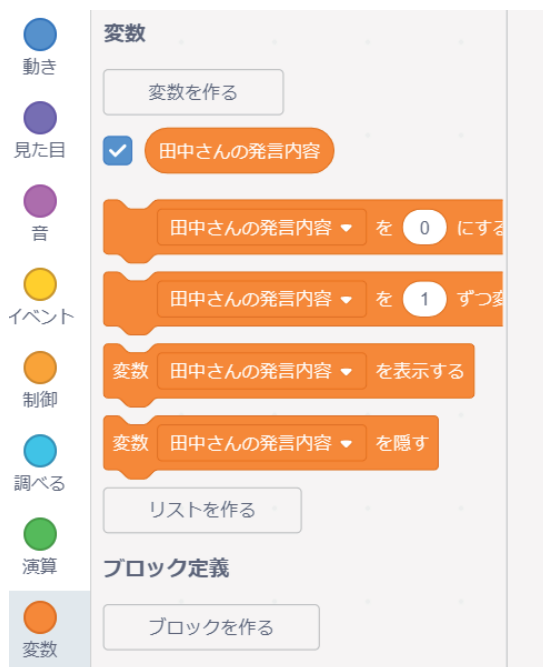 動き
見た目
音
イベント
制御
調べる
演算
変数
変数
変数を作る
田中さんの発言内容
田中さんの発言内容 を 0 にする
田中さんの発言内容 を 1 ずつ変
変数 田中さんの発言内容 を表示する
変数 田中さんの発言内容 を隠す
リストを作る
ブロック定義
ブロックを作る